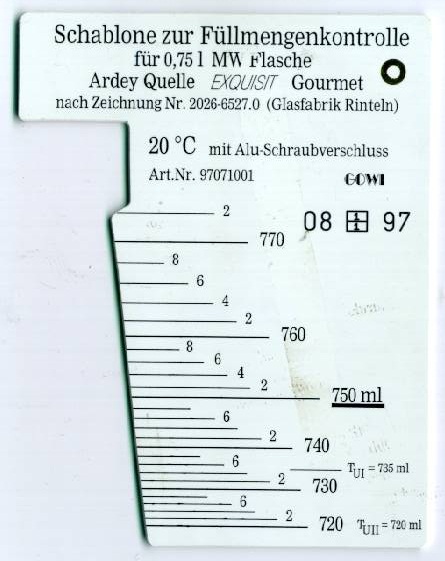 Schablone zur Füllmengenkontrolle
für 0,75 l MW Flasche
Ardey Quelle EXQUISIT Gourmet
nach Zeichnung Nr. 2026-6527.0 (Glasfabrik Rinteln)
20 °C mit Alu-Schraubverschluss
Art.Nr. 97071001 GOWI
2
08 97
770
8
6
4
2
760
8
6
4
2
750 ml
6
2
740
6
TUI = 735 ml
2
730
6
2
720 TUII = 720 ml